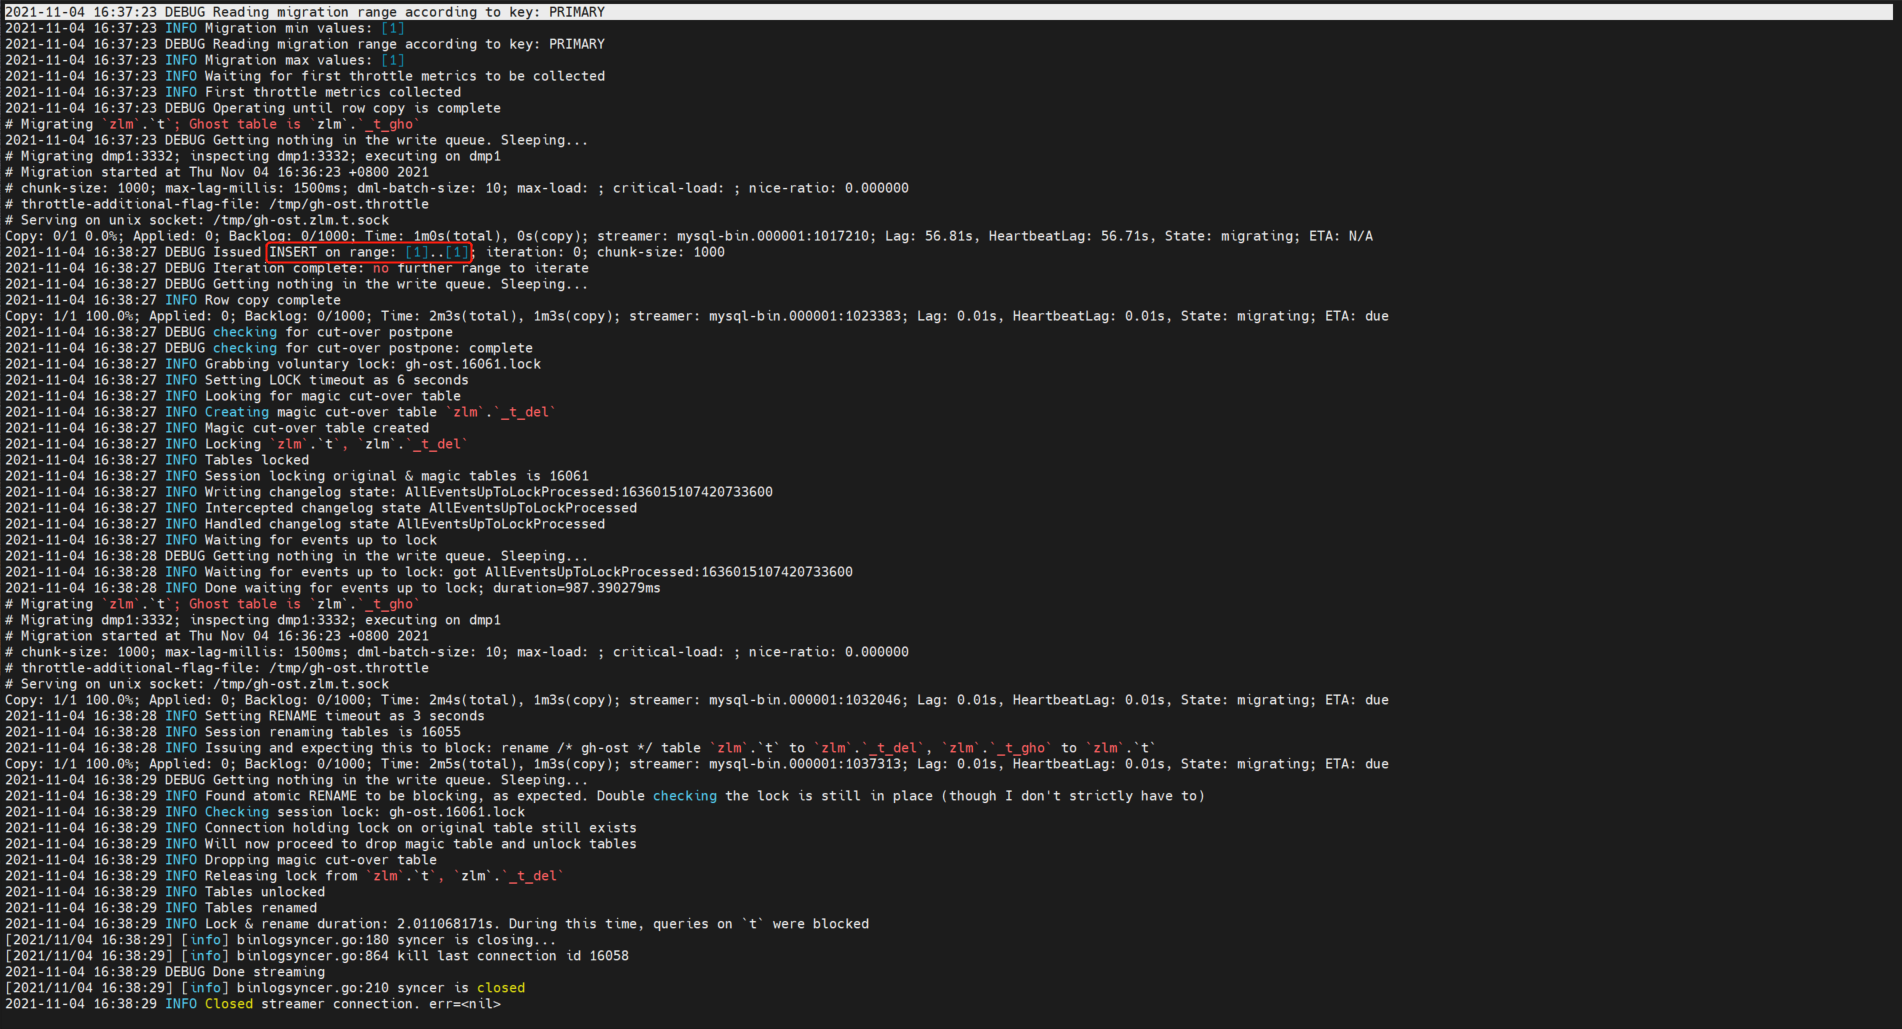 2021-11-04 16:37:23 DEBUG Reading migration range according to key: PRIMARY
2021-11-04 16:37:23 INFO Migration min values: [1]
2021-11-04 16:37:23 DEBUG Reading migration range according to key: PRIMARY
2021-11-04 16:37:23 INFO Migration max values: [1]
2021-11-04 16:37:23 INFO Waiting for first throttle metrics to be collected
2021-11-04 16:37:23 INFO First throttle metrics collected
2021-11-04 16:37:23 DEBUG Operating until row copy is complete
# Migrating `zlm`.`t`; Ghost table is `zlm`.`_t_gho`
2021-11-04 16:37:23 DEBUG Getting nothing in the write queue. Sleeping...
# Migrating dmp1:3332; inspecting dmp1:3332; executing on dmp1
# Migration started at Thu Nov 04 16:36:23 +0800 2021
# chunk-size: 1000; max-lag-millis: 1500ms; dml-batch-size: 10; max-load: ; critical-load: ; nice-ratio: 0.000000
# throttle-additional-flag-file: /tmp/gh-ost.throttle
# Serving on unix socket: /tmp/gh-ost.zlm.t.sock
Copy: 0/1 0.0%; Applied: 0; Backlog: 0/1000; Time: 1m0s(total), 0s(copy); streamer: mysql-bin.000001:1017210; Lag: 56.81s, HeartbeatLag: 56.71s, State: migrating; ETA: N/A
2021-11-04 16:38:27 DEBUG Issued INSERT on range: [1]..[1]; iteration: 0; chunk-size: 1000
2021-11-04 16:38:27 DEBUG Iteration complete: no further range to iterate
2021-11-04 16:38:27 DEBUG Getting nothing in the write queue. Sleeping...
2021-11-04 16:38:27 INFO Row copy complete
Copy: 1/1 100.0%; Applied: 0; Backlog: 0/1000; Time: 2m3s(total), 1m3s(copy); streamer: mysql-bin.000001:1023383; Lag: 0.01s, HeartbeatLag: 0.01s, State: migrating; ETA: due
2021-11-04 16:38:27 DEBUG checking for cut-over postpone
2021-11-04 16:38:27 DEBUG checking for cut-over postpone: complete
2021-11-04 16:38:27 INFO Grabbing voluntary lock: gh-ost.16061.lock
2021-11-04 16:38:27 INFO Setting LOCK timeout as 6 seconds
2021-11-04 16:38:27 INFO Looking for magic cut-over table
2021-11-04 16:38:27 INFO Creating magic cut-over table `zlm`.`_t_del`
2021-11-04 16:38:27 INFO Magic cut-over table created
2021-11-04 16:38:27 INFO Locking `zlm`.`t`, `zlm`.`_t_del`
2021-11-04 16:38:27 INFO Tables locked
2021-11-04 16:38:27 INFO Session locking original & magic tables is 16061
2021-11-04 16:38:27 INFO Writing changelog state: AllEventsUpToLockProcessed:1636015107420733600
2021-11-04 16:38:27 INFO Intercepted changelog state AllEventsUpToLockProcessed
2021-11-04 16:38:27 INFO Handled changelog state AllEventsUpToLockProcessed
2021-11-04 16:38:27 INFO Waiting for events up to lock
2021-11-04 16:38:28 DEBUG Getting nothing in the write queue. Sleeping...
2021-11-04 16:38:28 INFO Waiting for events up to lock: got AllEventsUpToLockProcessed:1636015107420733600
2021-11-04 16:38:28 INFO Done waiting for events up to lock; duration=987.390279ms
# Migrating `zlm`.`t`; Ghost table is `zlm`.`_t_gho`
# Migrating dmp1:3332; inspecting dmp1:3332; executing on dmp1
# Migration started at Thu Nov 04 16:36:23 +0800 2021
# chunk-size: 1000; max-lag-millis: 1500ms; dml-batch-size: 10; max-load: ; critical-load: ; nice-ratio: 0.000000
# throttle-additional-flag-file: /tmp/gh-ost.throttle
# Serving on unix socket: /tmp/gh-ost.zlm.t.sock
Copy: 1/1 100.0%; Applied: 0; Backlog: 0/1000; Time: 2m4s(total), 1m3s(copy); streamer: mysql-bin.000001:1032046; Lag: 0.01s, HeartbeatLag: 0.01s, State: migrating; ETA: due
2021-11-04 16:38:28 INFO Setting RENAME timeout as 3 seconds
2021-11-04 16:38:28 INFO Session renaming tables is 16055
2021-11-04 16:38:28 INFO Issuing and expecting this to block: rename /* gh-ost */ table `zlm`.`t` to `zlm`.`_t_del`, `zlm`.`_t_gho` to `zlm`.`t`
Copy: 1/1 100.0%; Applied: 0; Backlog: 0/1000; Time: 2m5s(total), 1m3s(copy); streamer: mysql-bin.000001:1037313; Lag: 0.01s, HeartbeatLag: 0.01s, State: migrating; ETA: due
2021-11-04 16:38:29 DEBUG Getting nothing in the write queue. Sleeping...
2021-11-04 16:38:29 INFO Found atomic RENAME to be blocking, as expected. Double checking the lock is still in place (though I don't strictly have to)
2021-11-04 16:38:29 INFO Checking session lock: gh-ost.16061.lock
2021-11-04 16:38:29 INFO Connection holding lock on original table still exists
2021-11-04 16:38:29 INFO Will now proceed to drop magic table and unlock tables
2021-11-04 16:38:29 INFO Dropping magic cut-over table
2021-11-04 16:38:29 INFO Releasing lock from `zlm`.`t`, `zlm`.`_t_del`
2021-11-04 16:38:29 INFO Tables unlocked
2021-11-04 16:38:29 INFO Tables renamed
2021-11-04 16:38:29 INFO Lock & rename duration: 2.011068171s. During this time, queries on `t` were blocked
[2021/11/04 16:38:29] [info] binlogsyncer.go:180 syncer is closing...
[2021/11/04 16:38:29] [info] binlogsyncer.go:864 kill last connection id 16058
2021-11-04 16:38:29 DEBUG Done streaming
[2021/11/04 16:38:29] [info] binlogsyncer.go:210 syncer is closed
2021-11-04 16:38:29 INFO Closed streamer connection. err=<nil>